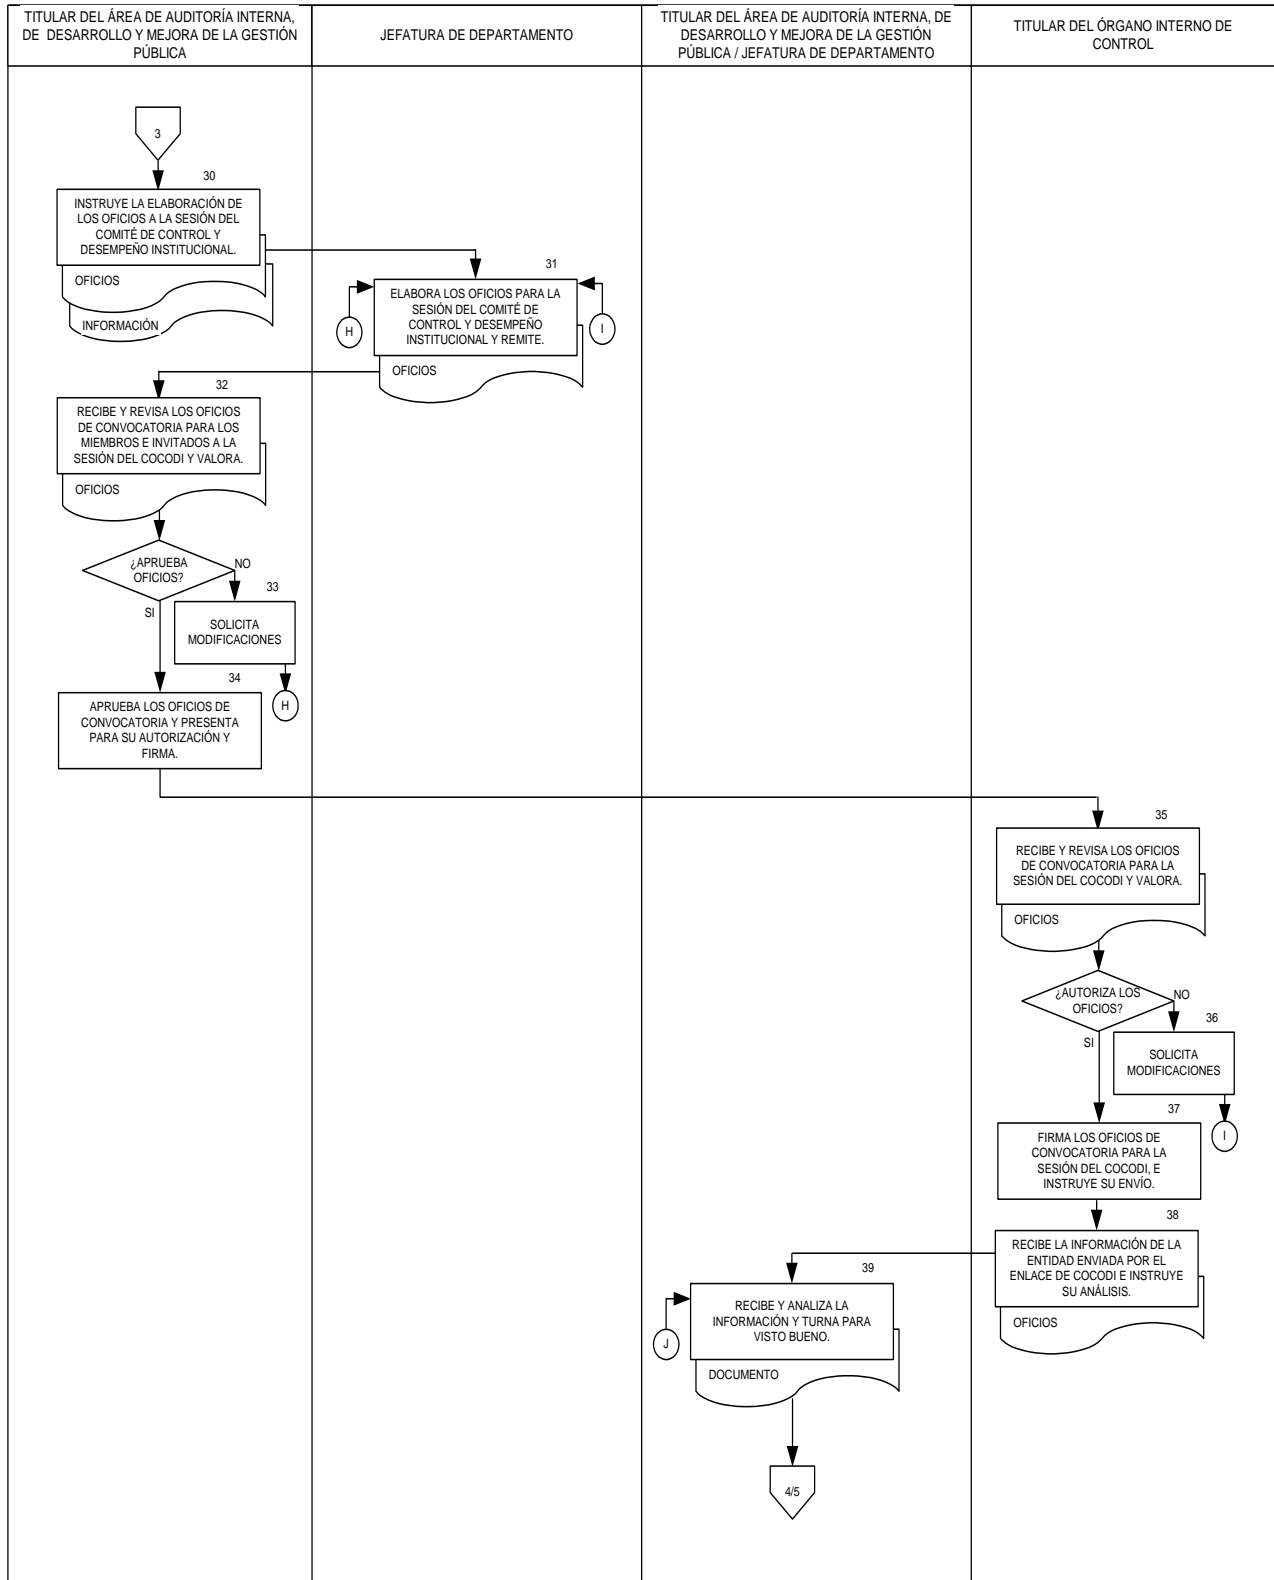 TITULAR DEL ÁREA DE AUDITORÍA INTERNA,
DE DESARROLLO Y MEJORA DE LA GESTIÓN
PÚBLICA
JEFATURA DE DEPARTAMENTO
TITULAR DEL ÁREA DE AUDITORÍA INTERNA, DE
DESARROLLO Y MEJORA DE LA GESTIÓN
PÚBLICA / JEFATURA DE DEPARTAMENTO
TITULAR DEL ÓRGANO INTERNO DE
CONTROL
3
30
INSTRUYE LA ELABORACIÓN DE
LOS OFICIOS A LA SESIÓN DEL
COMITÉ DE CONTROL Y
DESEMPEÑO INSTITUCIONAL.
OFICIOS
INFORMACIÓN
31
ELABORA LOS OFICIOS PARA LA
SESIÓN DEL COMITÉ DE
CONTROL Y DESEMPEÑO
INSTITUCIONAL Y REMITE.
H
I
OFICIOS
32
RECIBE Y REVISA LOS OFICIOS
DE CONVOCATORIA PARA LOS
MIEMBROS E INVITADOS A LA
SESIÓN DEL COCODI Y VALORA.
OFICIOS
¿APRUEBA
OFICIOS?
NO
SI
33
SOLICITA
MODIFICACIONES
H
34
APRUEBA LOS OFICIOS DE
CONVOCATORIA Y PRESENTA
PARA SU AUTORIZACIÓN Y
FIRMA.
35
RECIBE Y REVISA LOS OFICIOS
DE CONVOCATORIA PARA LA
SESIÓN DEL COCODI Y VALORA.
OFICIOS
¿AUTORIZA LOS
OFICIOS?
NO
SI
36
SOLICITA
MODIFICACIONES
I
37
FIRMA LOS OFICIOS DE
CONVOCATORIA PARA LA
SESIÓN DEL COCODI, E
INSTRUYE SU ENVÍO.
38
RECIBE LA INFORMACIÓN DE LA
ENTIDAD ENVIADA POR EL
ENLACE DE COCODI E INSTRUYE
SU ANÁLISIS.
OFICIOS
39
RECIBE Y ANALIZA LA
INFORMACIÓN Y TURNA PARA
VISTO BUENO.
J
DOCUMENTO
4/5